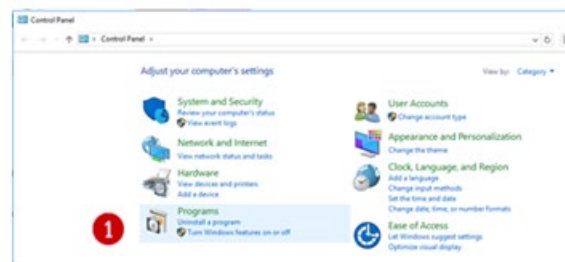 Control Panel
Control Panel
Adjust your computer's settings
View by: Category
System and Security
Review your computer's status
View event logs
Network and Internet
View network status and tasks
Hardware
View devices and printers
Add a device
1
Programs
Uninstall a program
Turn Windows features on or off
User Accounts
Change account type
Appearance and Personalization
Change the theme
Clock, Language, and Region
Add a language
Change input methods
Set the time and date
Change date, time, or number formats
Ease of Access
Let Windows suggest settings
Optimize visual display